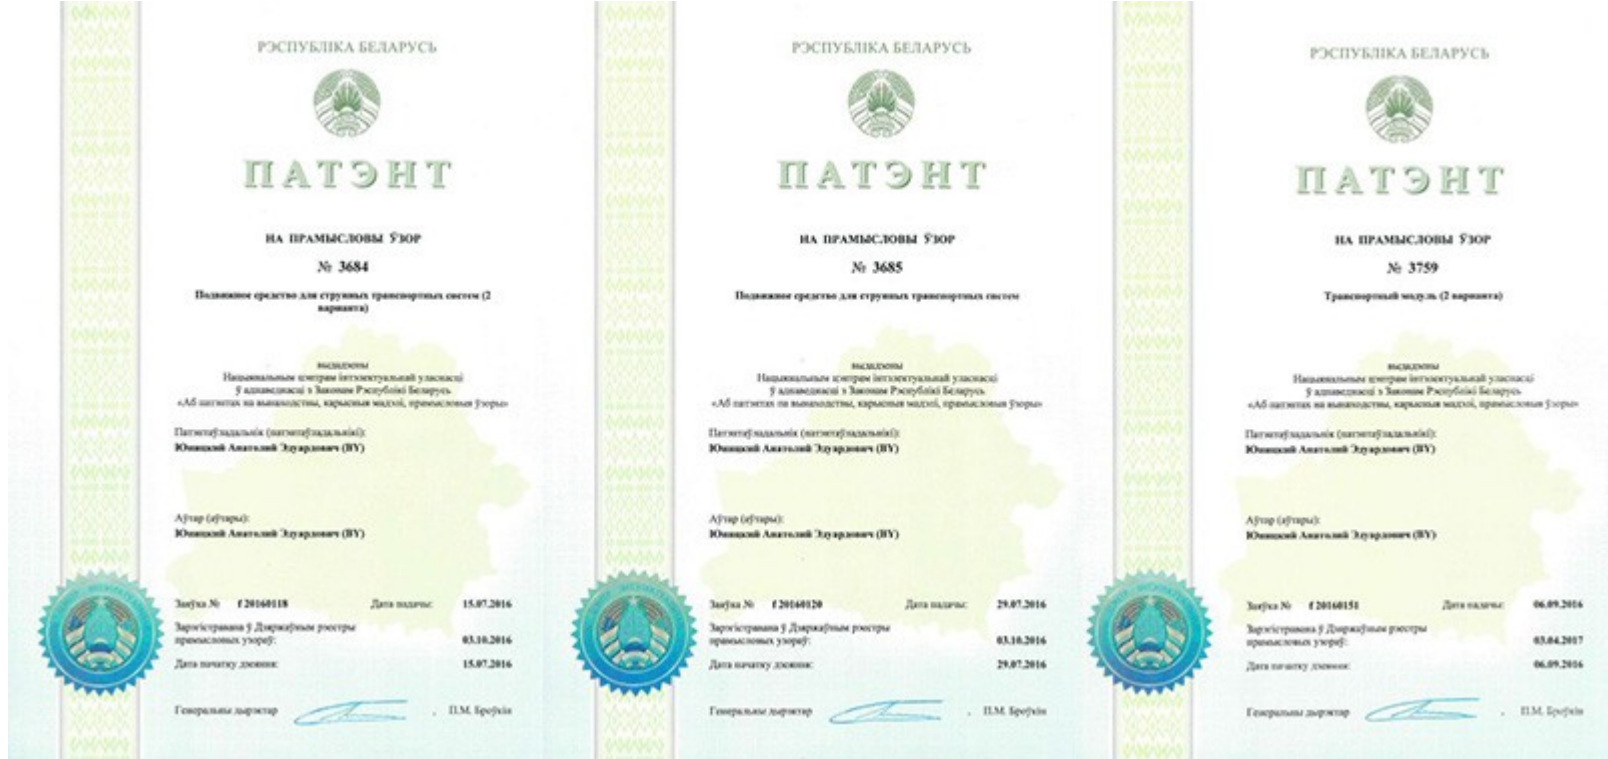 РЭСПУБЛІКА БЕЛАРУСЬ
ПАТЭНТ
НА ПРАМЫСЛОВЫ ЎЗОР
№ 3684
Подвижное средство для струнных транспортных систем (2
варианта)
выдадзены
Нацыянальным цэнтрам інтэлектуальнай уласнасці
ў адпаведнасці з Законам Рэспублікі Беларусь
«Аб патэнтах на вынаходствы, карысныя мадэлі, прамысловыя ўзоры»
Патэнтаўладальнік (патэнтаўладальнікі):
Юницкий Анатолий Эдуардович (BY)
Аўтар (аўтары):
Юницкий Анатолий Эдуардович (BY)
Заяўка № f 20160118 Дата падачы: 15.07.2016
Зарэгістравана ў Дзяржаўным рэестры
прамысловых узораў: 03.10.2016
Дата пачатку дзеяння: 15.07.2016
Генеральны дырэктар П.М. Броўкін
РЭСПУБЛІКА БЕЛАРУСЬ
ПАТЭНТ
НА ПРАМЫСЛОВЫ ЎЗОР
№ 3685
Подвижное средство для струнных транспортных систем
выдадзены
Нацыянальным цэнтрам інтэлектуальнай уласнасці
ў адпаведнасці з Законам Рэспублікі Беларусь
«Аб патэнтах на вынаходствы, карысныя мадэлі, прамысловыя ўзоры»
Патэнтаўладальнік (патэнтаўладальнікі):
Юницкий Анатолий Эдуардович (BY)
Аўтар (аўтары):
Юницкий Анатолий Эдуардович (BY)
Заяўка № f 20160120 Дата падачы: 29.07.2016
Зарэгістравана ў Дзяржаўным рэестры
прамысловых узораў: 03.10.2016
Дата пачатку дзеяння: 29.07.2016
Генеральны дырэктар П.М. Броўкін
РЭСПУБЛІКА БЕЛАРУСЬ
ПАТЭНТ
НА ПРАМЫСЛОВЫ ЎЗОР
№ 3759
Транспортный модуль (2 варианта)
выдадзены
Нацыянальным цэнтрам інтэлектуальнай уласнасці
ў адпаведнасці з Законам Рэспублікі Беларусь
«Аб патэнтах на вынаходствы, карысныя мадэлі, прамысловыя ўзоры»
Патэнтаўладальнік (патэнтаўладальнікі):
Юницкий Анатолий Эдуардович (BY)
Аўтар (аўтары):
Юницкий Анатолий Эдуардович (BY)
Заяўка № f 20160151 Дата падачы: 06.09.2016
Зарэгістравана ў Дзяржаўным рэестры
прамысловых узораў: 03.04.2017
Дата пачатку дзеяння: 06.09.2016
Генеральны дырэктар П.М. Броўкін